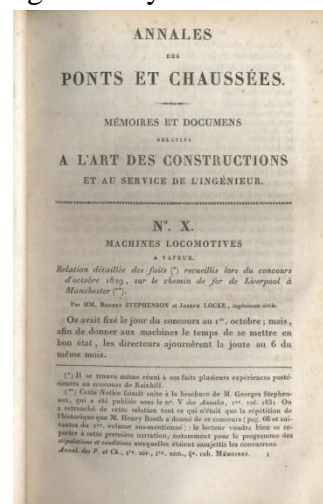 ANNALES
DES
PONTS ET CHAUSSÉES.
MÉMOIRES ET DOCUMENS
RELATIFS
A L'ART DES CONSTRUCTIONS
ET AU SERVICE DE L'INGÉNIEUR.
N°. X.
MACHINES LOCOMOTIVES
A VAPEUR.
Relation détaillée des faits (*) recueillis lors du concours
d'octobre 1829, sur le chemin de fer de Liverpool à
Manchester (**).
Par MM. ROBERT STEPHENSON et JOSEPH LOCKE, ingénieurs civils.
On avait fixé le jour du concours au 1er. octobre; mais,
afin de donner aux machines le temps de se mettre en
bon état, les directeurs ajournèrent la joute au 6 du
même mois.
(*) Il se trouve même réuni à ces faits plusieurs expériences posté-
rieures au concours de Rainhill.
(**) Cette Notice faisait suite à la brochure de M. Georges Stephen-
son, qui a été publiée sous le n°. V des Annales, 1er. vol. 1831. On
a retranché de cette relation tout ce qui n'était que la répétition de
l'historique que M. Henry Booth a donné de ce concours (pag. 66 et sui-
vantes du 1er. volume sus-mentionné): le lecteur voudra bien se re-
porter à cette première narration, notamment pour le programme des
stipulations et conditions auxquelles étaient assujettis les concurrens.
Annal. des P. et Ch., 1re. sér., 1re. ann., 4e. cah. MÉMOIRES. 1